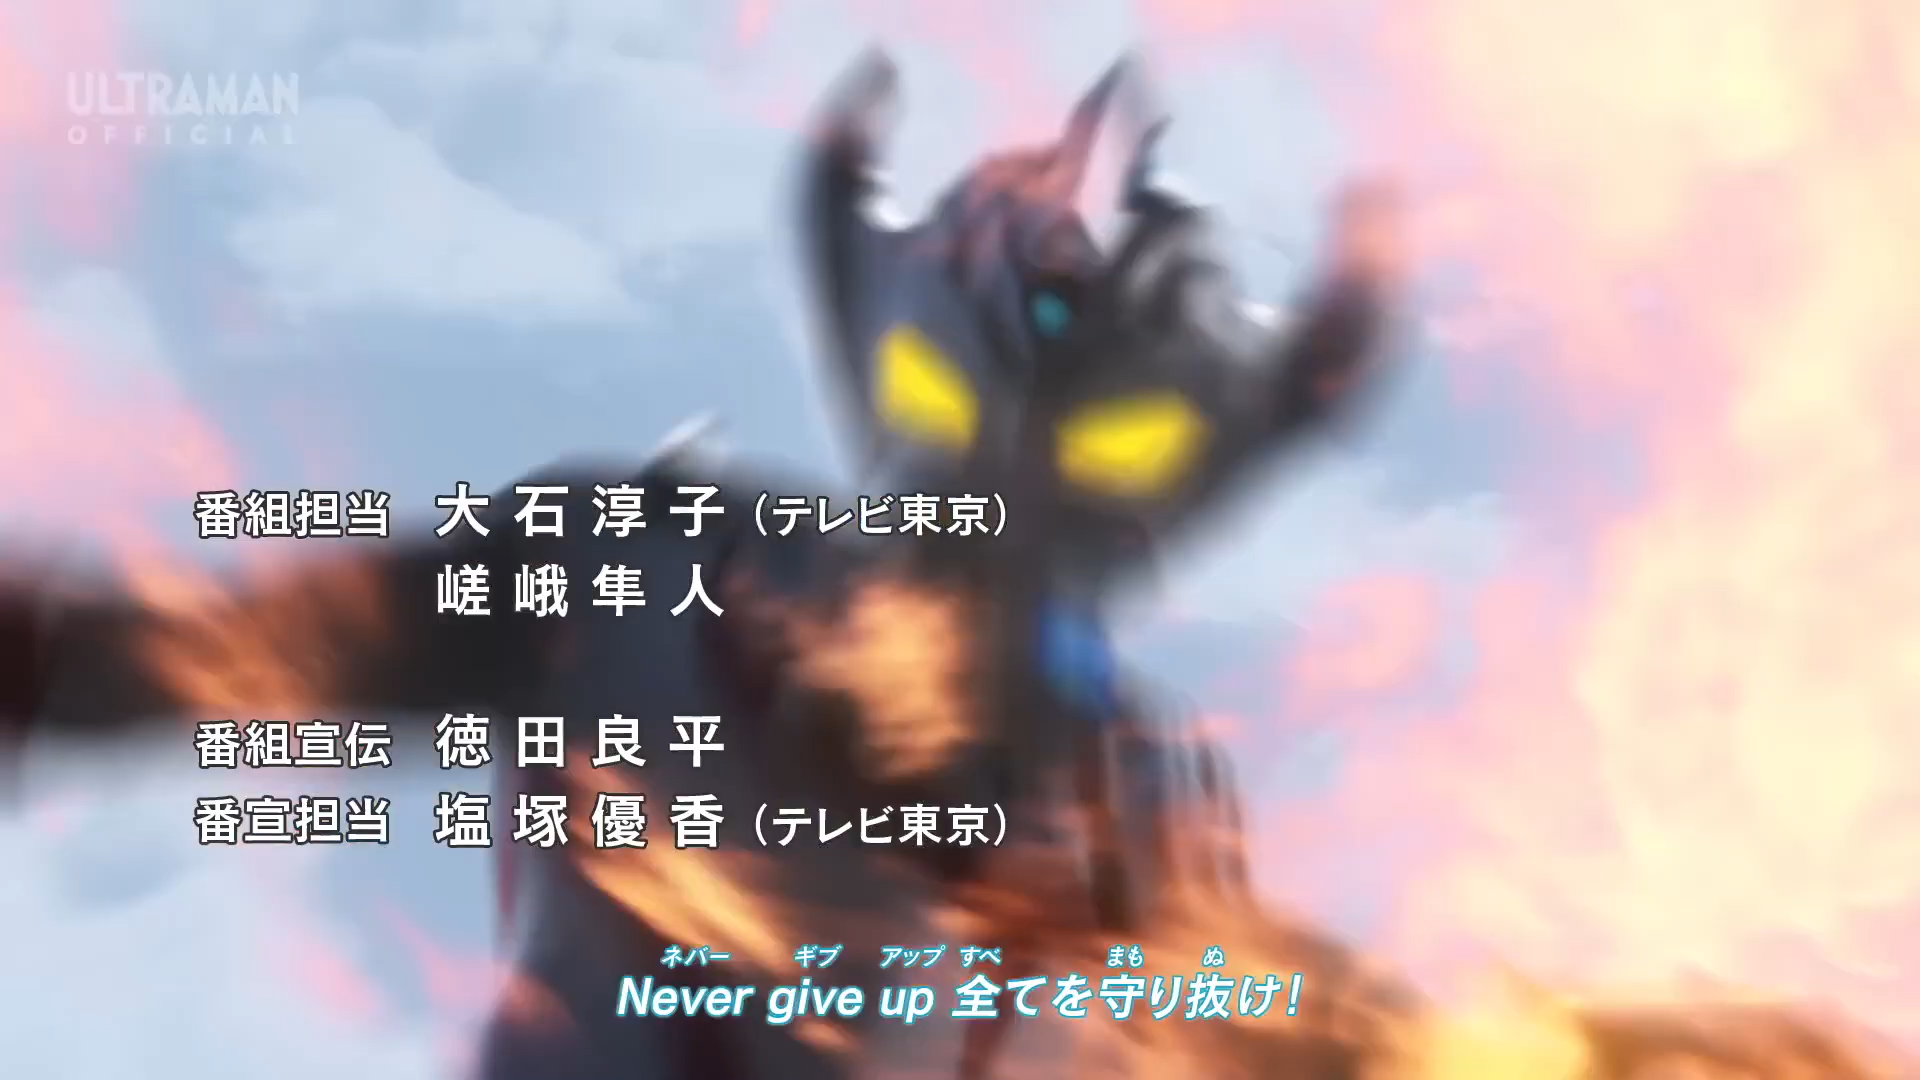 ULTRAMAN
OFFICIAL
番組担当 大石淳子（テレビ東京）
嵯峨隼人
番組宣伝 徳田良平
番宣担当 塩塚優香（テレビ東京）
ネバー ギブ アップ すべ まも ぬ
Never give up 全てを守り抜け！